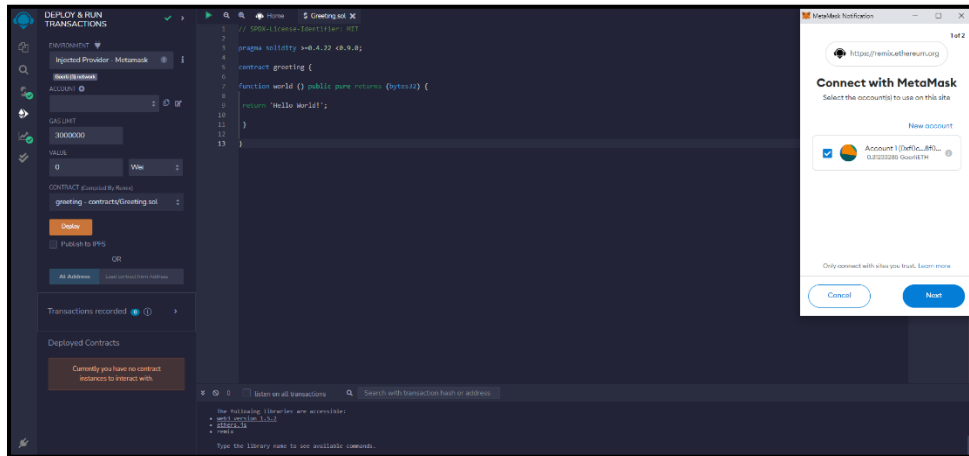 DEPLOY & RUN
TRANSACTIONS
ENVIRONMENT
Injected Provider - Metamask
Goerli (5) network
ACCOUNT
GAS LIMIT
3000000
VALUE
0
Wei
CONTRACT (Compiled By Remix)
greeting - contracts/Greeting.sol
Deploy
Publish to IPFS
OR
At Address
Load contract from Address
Transactions recorded 0
Deployed Contracts
Currently you have no contract
instances to interact with.
Home
Greeting.sol
1 // SPDX-License-Identifier: MIT
2
3 pragma solidity >=0.4.22 <0.9.0;
4
5 contract greeting {
6
7 function world () public pure returns (bytes32) {
8
9 return 'Hello World!';
10
11 }
12
13 }
0
listen on all transactions
Search with transaction hash or address
The following libraries are accessible:
web3 version 1.5.2
ethers.js
remix
Type the library name to see available commands.
MetaMask Notification
1 of 2
https://remix.ethereum.org
Connect with MetaMask
Select the account(s) to use on this site
New account
Account 1 (0xf0c...8f0...
GoerliETH
Only connect with sites you trust. Learn more
Cancel
Next